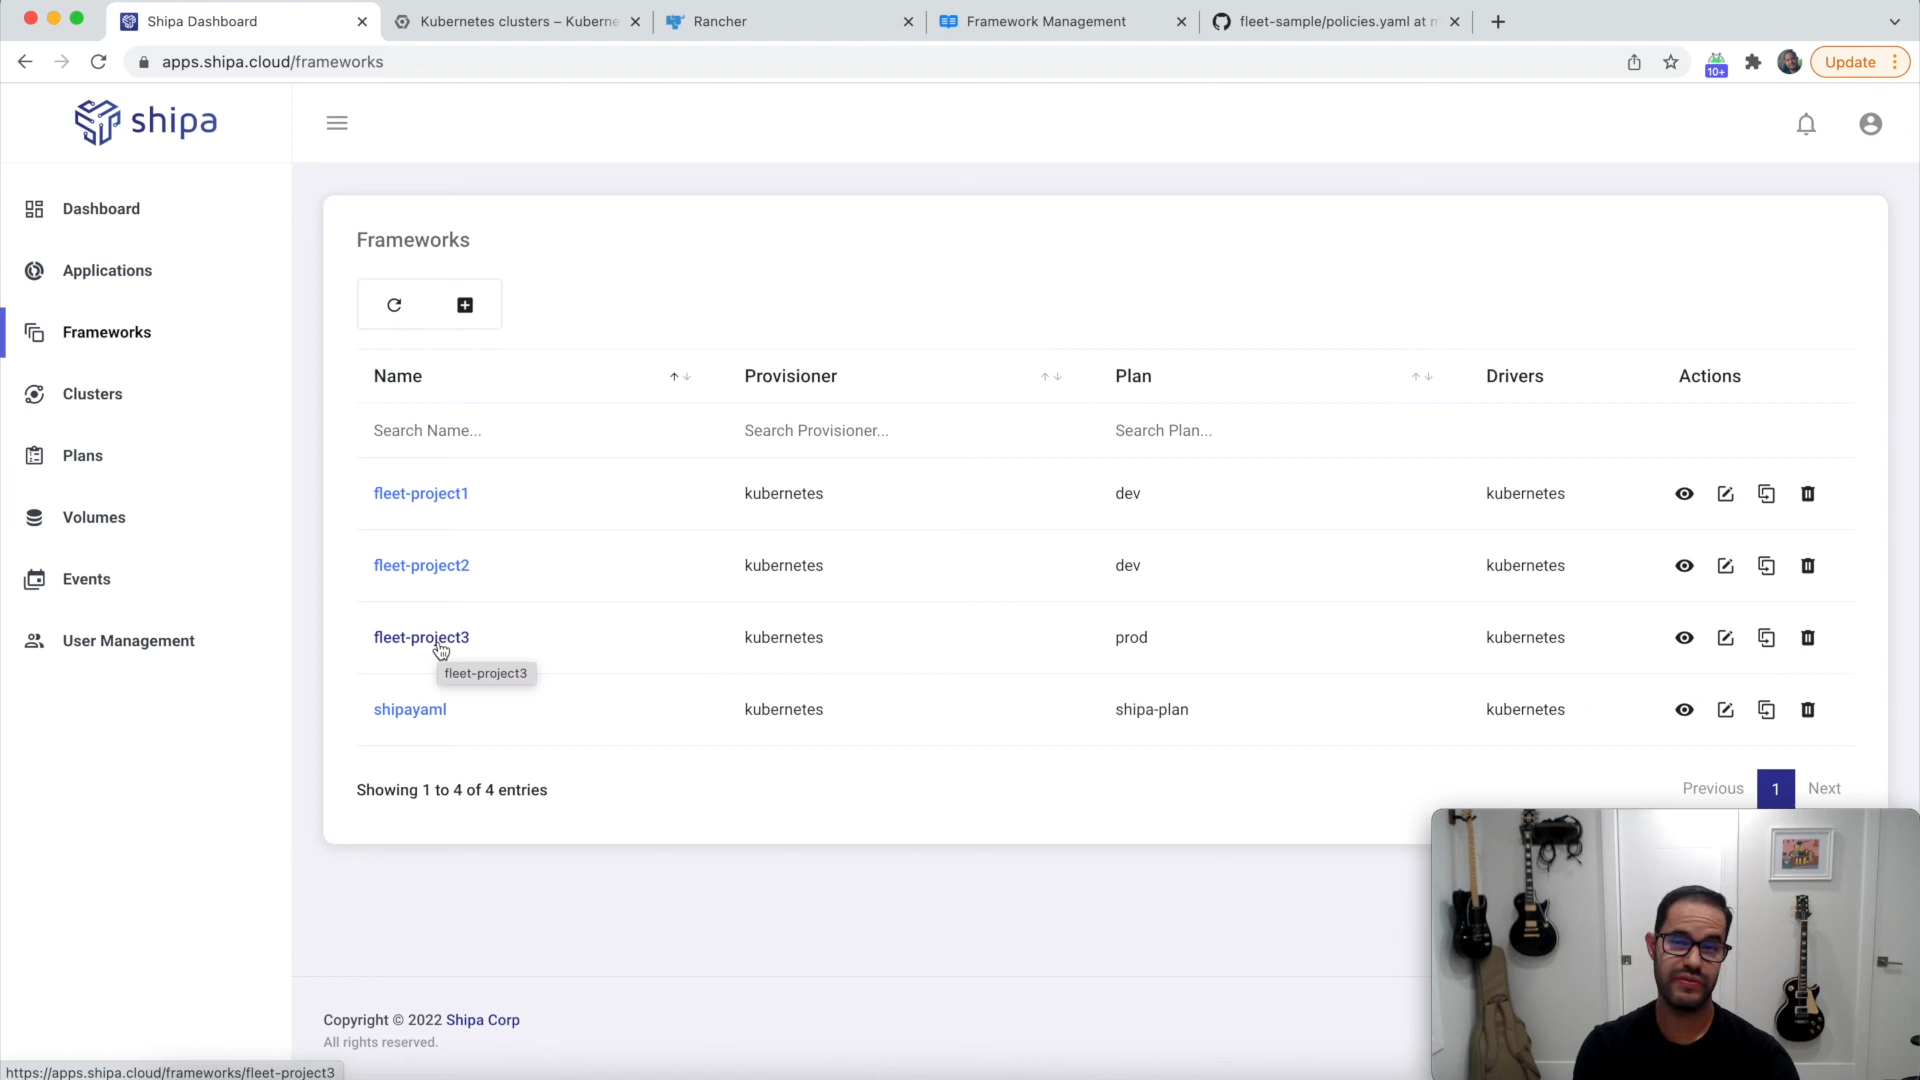 Shipa Dashboard
Kubernetes clusters – Kuberne
Rancher
Framework Management
fleet-sample/policies.yaml at m
apps.shipa.cloud/frameworks
10+
Update
shipa
Dashboard
Applications
Frameworks
Clusters
Plans
Volumes
Events
User Management
Frameworks
Name
Provisioner
Plan
Drivers
Actions
Search Name...
Search Provisioner...
Search Plan...
fleet-project1
kubernetes
dev
kubernetes
fleet-project2
kubernetes
dev
kubernetes
fleet-project3
kubernetes
prod
kubernetes
fleet-project3
shipayaml
kubernetes
shipa-plan
kubernetes
Showing 1 to 4 of 4 entries
Previous
1
Next
Copyright © 2022 Shipa Corp
All rights reserved.
https://apps.shipa.cloud/frameworks/fleet-project3